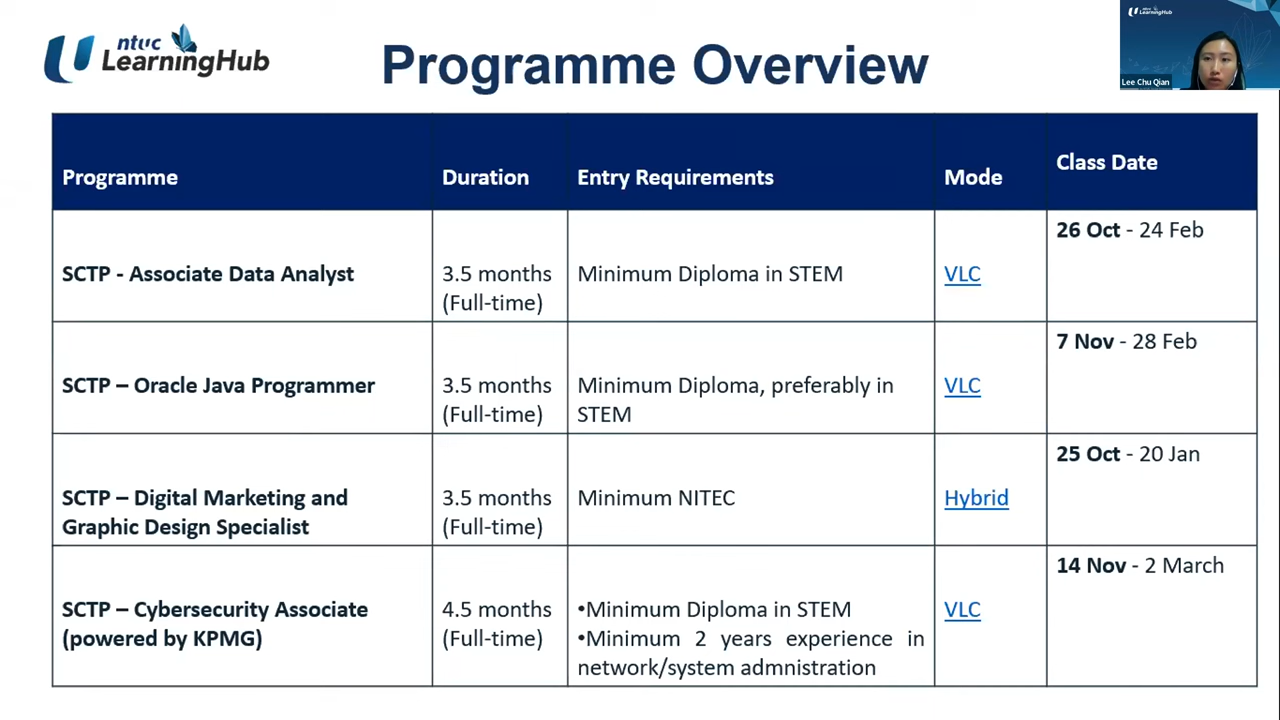 ntuc
LearningHub
Programme Overview
ntuc
LearningHub
Lee Chu Qian
Programme
Duration
Entry Requirements
Mode
Class Date
SCTP - Associate Data Analyst
3.5 months
(Full-time)
Minimum Diploma in STEM
VLC
26 Oct - 24 Feb
SCTP – Oracle Java Programmer
3.5 months
(Full-time)
Minimum Diploma, preferably in
STEM
VLC
7 Nov - 28 Feb
SCTP – Digital Marketing and
Graphic Design Specialist
3.5 months
(Full-time)
Minimum NITEC
Hybrid
25 Oct - 20 Jan
SCTP – Cybersecurity Associate
(powered by KPMG)
4.5 months
(Full-time)
•Minimum Diploma in STEM
•Minimum 2 years experience in
network/system admnistration
VLC
14 Nov - 2 March